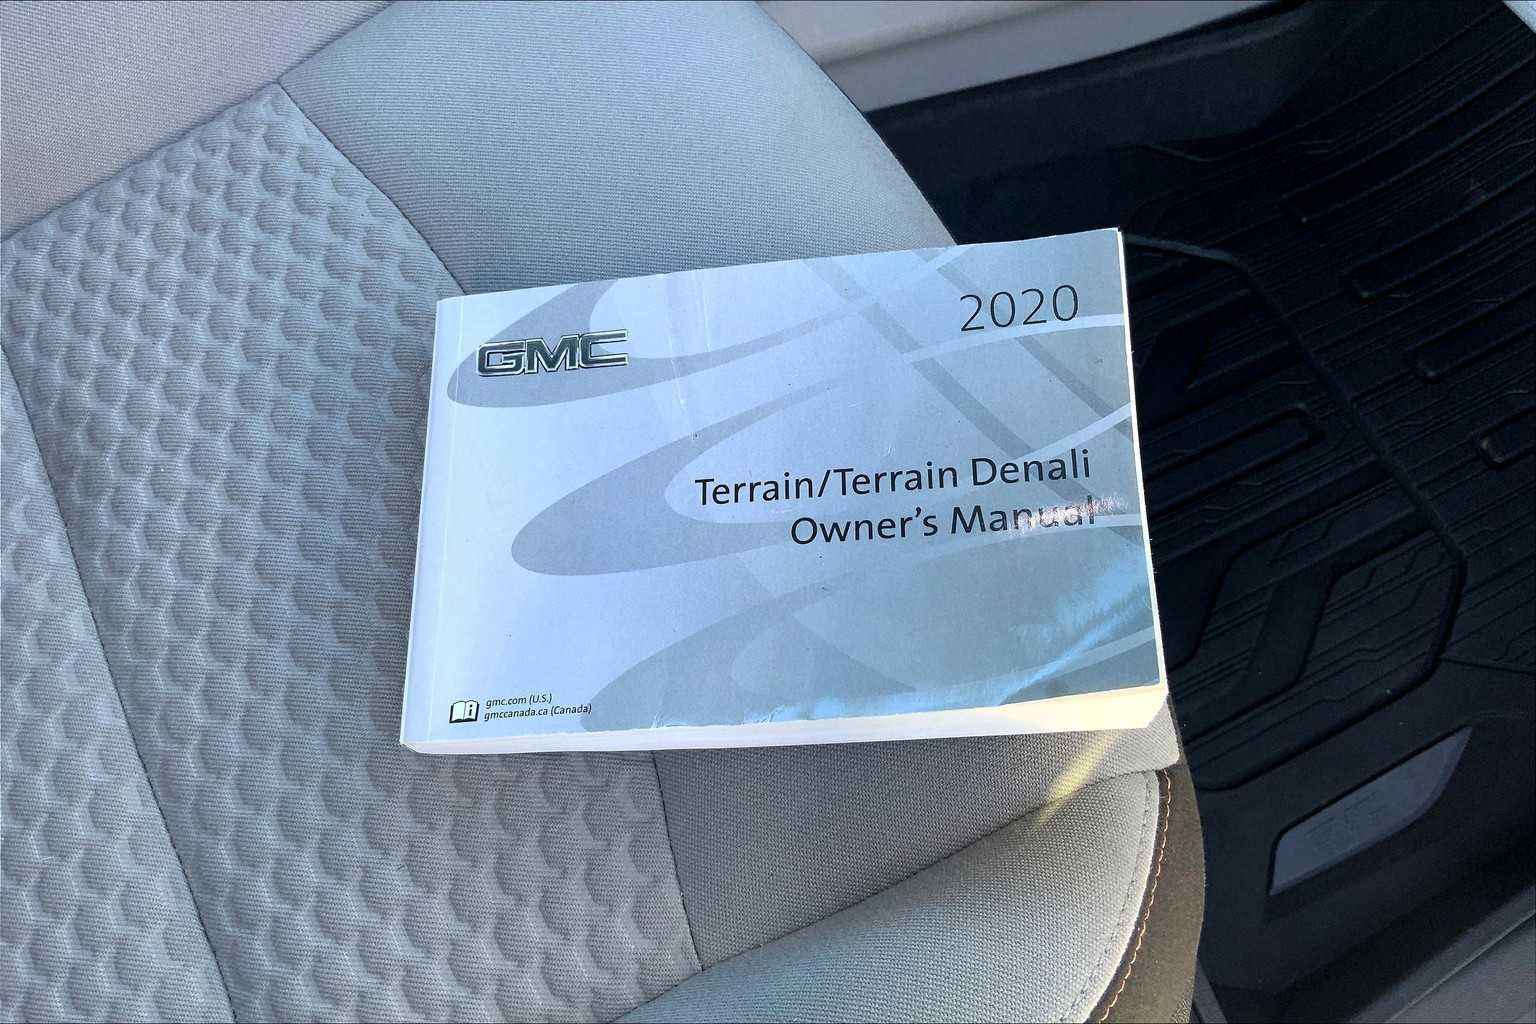 2020
GMC
Terrain/Terrain Denali
Owner's Manual
gmc.com (U.S.)
gmccanada.ca (Canada)